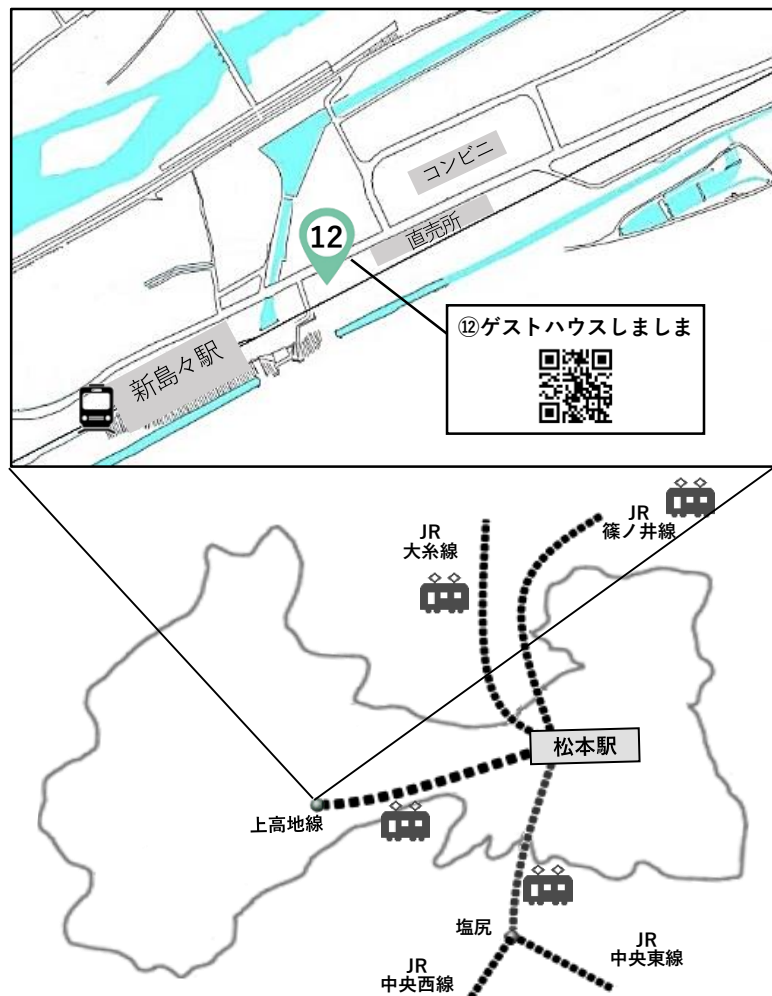 コンビニ
直売所
12
⑫ゲストハウスしましま
新島々駅
JR
篠ノ井線
JR
大糸線
松本駅
上高地線
塩尻
JR
中央東線
JR
中央西線